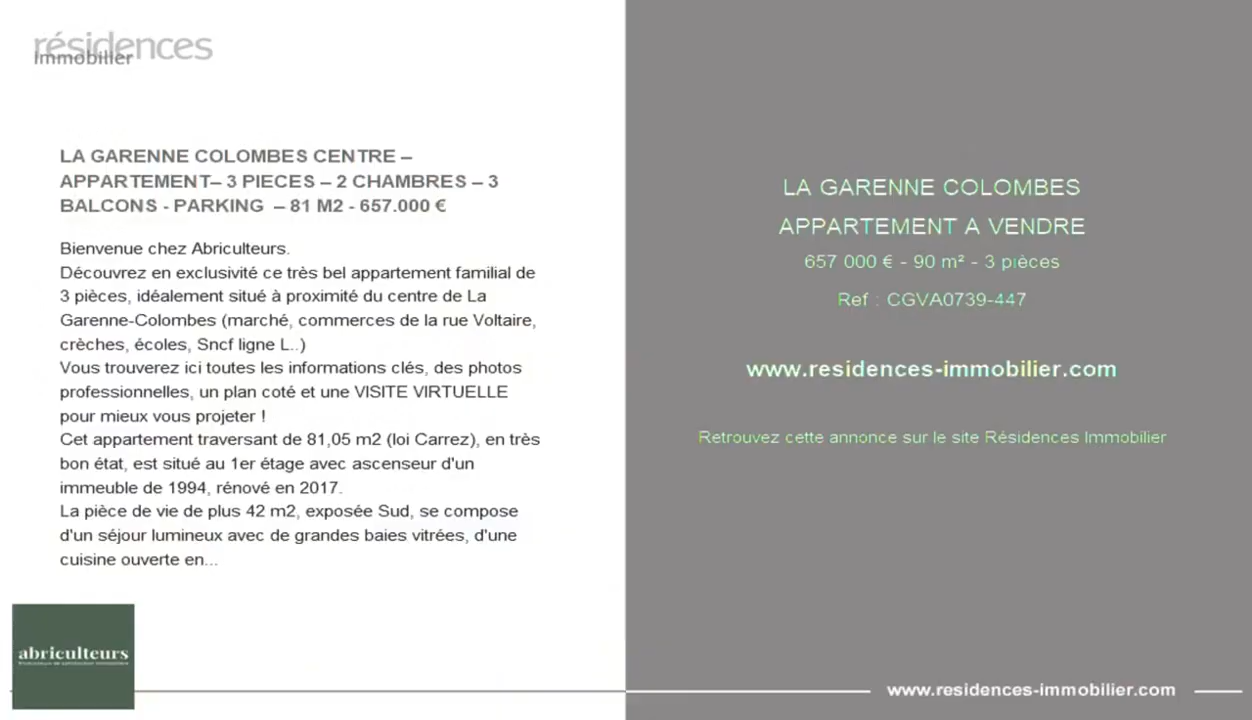 résidences
Immobilier
LA GARENNE COLOMBES CENTRE –
APPARTEMENT– 3 PIECES – 2 CHAMBRES – 3
BALCONS - PARKING – 81 M2 - 657.000 €
Bienvenue chez Abriculteurs.
Découvrez en exclusivité ce très bel appartement familial de
3 pièces, idéalement situé à proximité du centre de La
Garenne-Colombes (marché, commerces de la rue Voltaire,
crèches, écoles, Sncf ligne L..)
Vous trouverez ici toutes les informations clés, des photos
professionnelles, un plan coté et une VISITE VIRTUELLE
pour mieux vous projeter !
Cet appartement traversant de 81,05 m2 (loi Carrez), en très
bon état, est situé au 1er étage avec ascenseur d'un
immeuble de 1994, rénové en 2017.
La pièce de vie de plus 42 m2, exposée Sud, se compose
d'un séjour lumineux avec de grandes baies vitrées, d'une
cuisine ouverte en...
abriculteurs
LA GARENNE COLOMBES
APPARTEMENT A VENDRE
657 000 € - 90 m² - 3 pièces
Ref : CGVA0739-447
www.residences-immobilier.com
Retrouvez cette annonce sur le site Résidences Immobilier
www.residences-immobilier.com